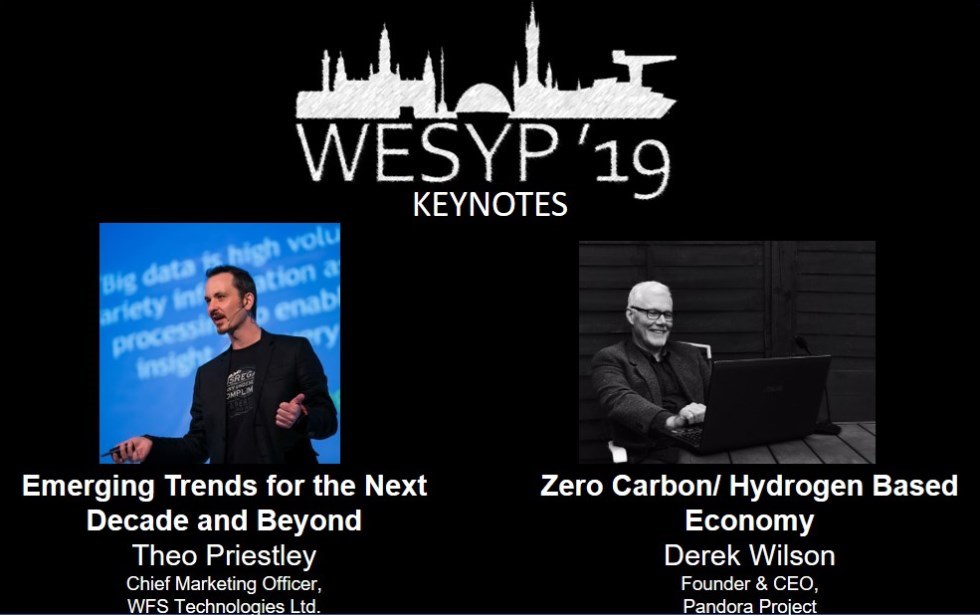 WESYP '19
KEYNOTES
Big data is high volu
ariety information a
processing
enabl
insight
Emerging Trends for the Next
Decade and Beyond
Theo Priestley
Chief Marketing Officer,
WFS Technologies Ltd.
Zero Carbon/ Hydrogen Based
Economy
Derek Wilson
Founder & CEO,
Pandora Project